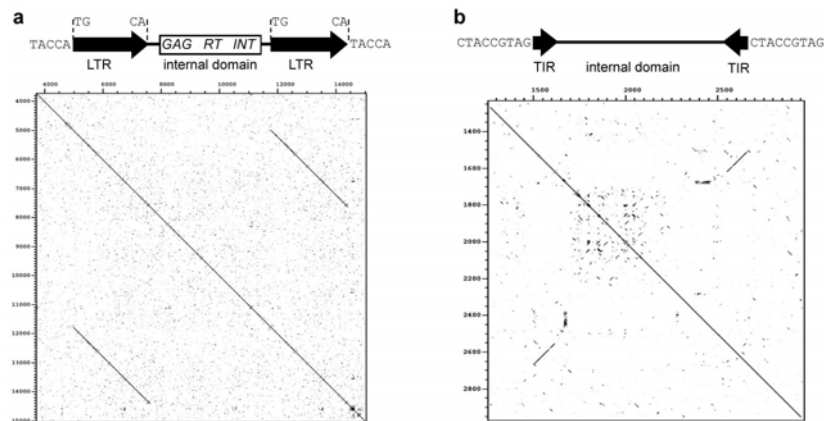 a
TG CA
TACCA GAG RT INT TACCA
LTR internal domain LTR
4000 6000 8000 10000 12000 14000
4000
5000
6000
7000
8000
9000
10000
11000
12000
13000
14000
15000
b
CTACCGTAG CTACCGTAG
TIR internal domain TIR
1500 2000 2500
1400
1600
1800
2000
2200
2400
2600
2800